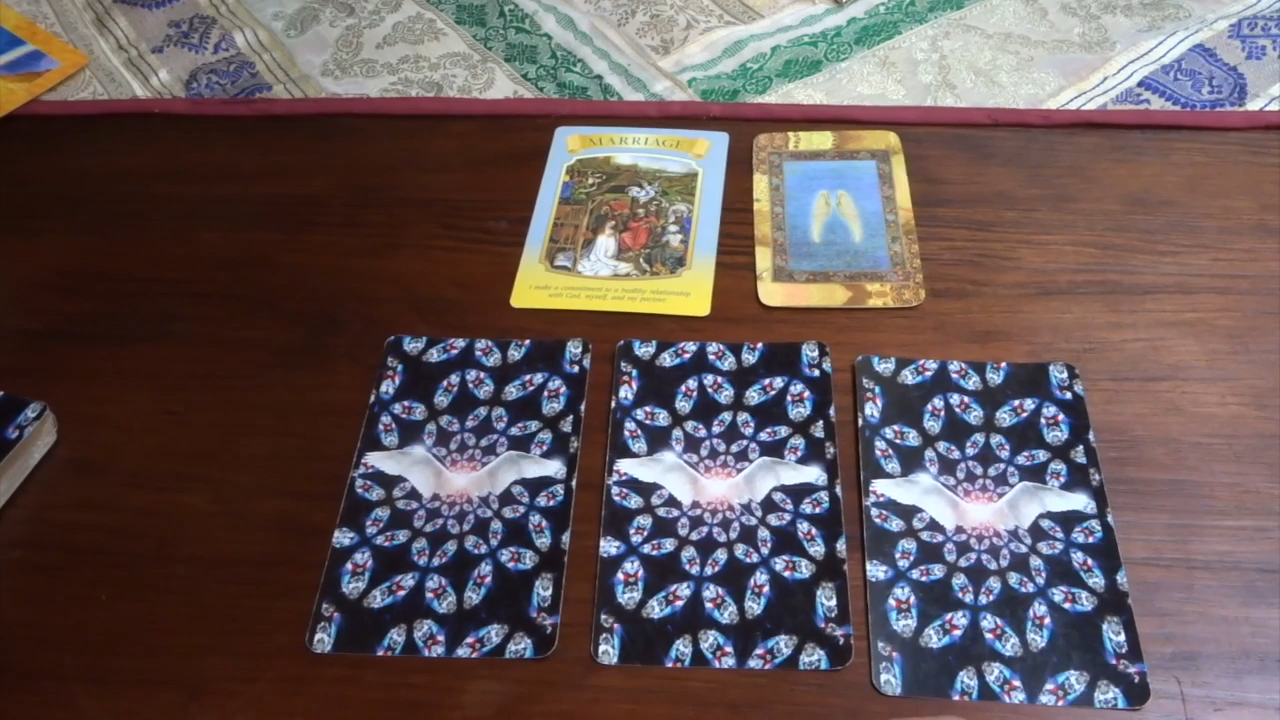 MARRIAGE
I make a commitment to a healthy relationship
with God, myself, and my partner.